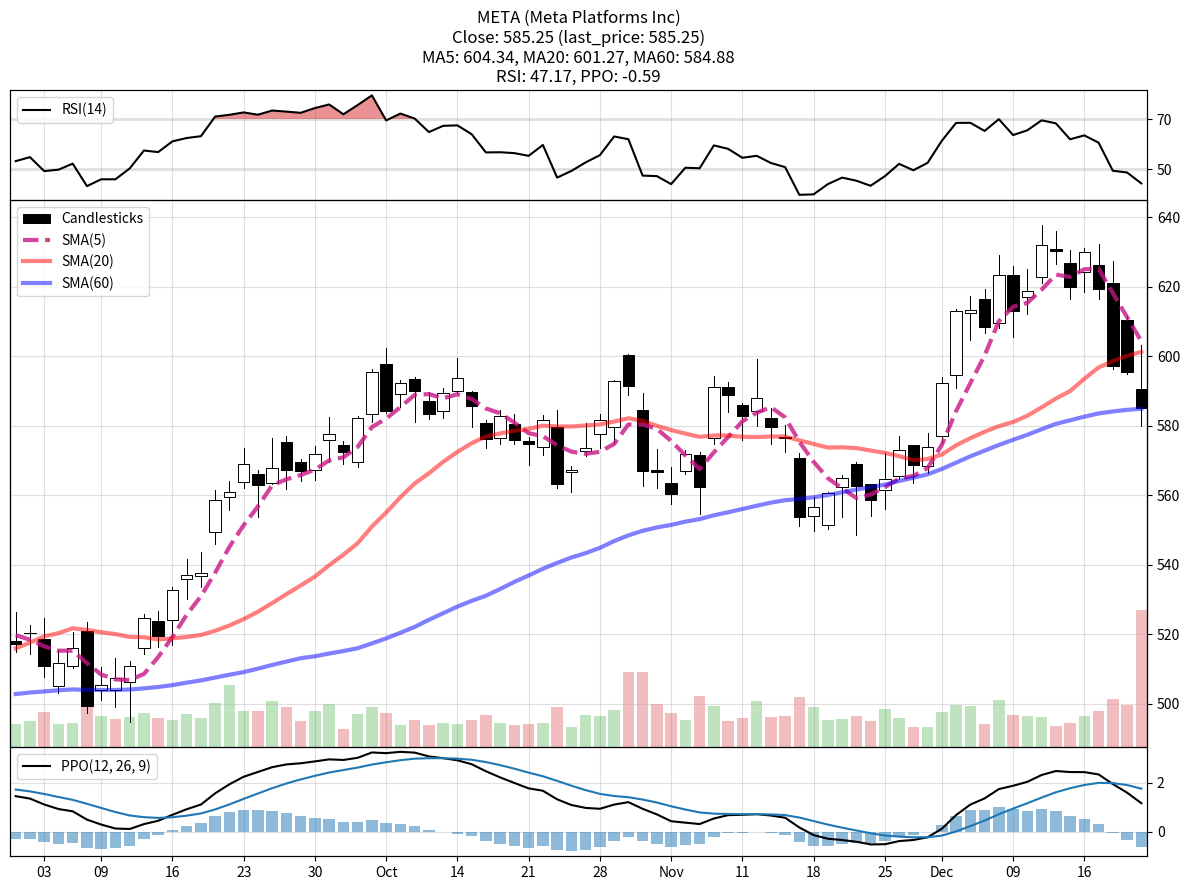 META (Meta Platforms Inc)
Close: 585.25 (last_price: 585.25)
MA5: 604.34, MA20: 601.27, MA60: 584.88
RSI: 47.17, PPO: -0.59
RSI(14)
70
50
Candlesticks
SMA(5)
SMA(20)
SMA(60)
640
620
600
580
560
540
520
500
PPO(12, 26, 9)
2
0
03 09 16 23 30 Oct 14 21 28 Nov 11 18 25 Dec 09 16